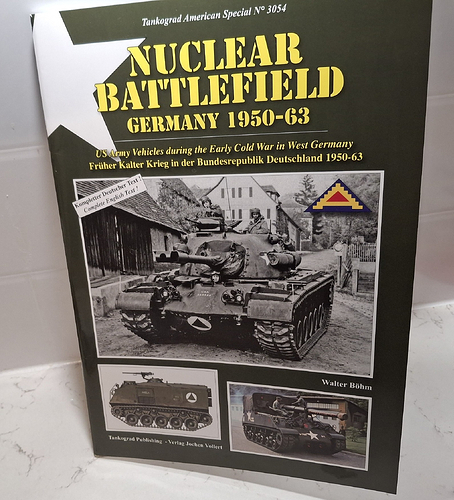 Tankograd American Special N° 3054
NUCLEAR
BATTLEFIELD
GERMANY 1950-63
US Army Vehicles during the Early Cold War in West Germany
Früher Kalter Krieg in der Bundesrepublik Deutschland 1950-63
Kompletter Deutscher Text!
Complete English Text!
Walter Böhm
Tankograd Publishing - Verlag Jochen Vollert